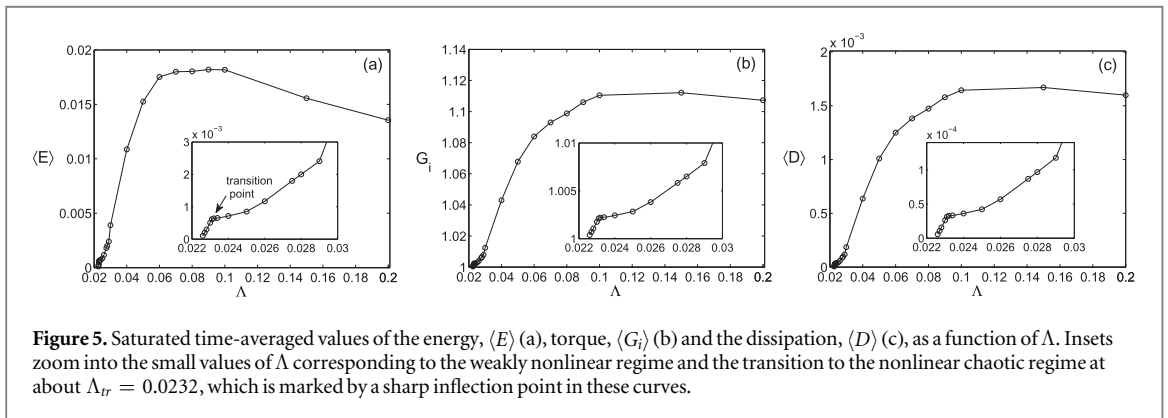 0.02
0.015
0.01
0.005
0
⟨E⟩
(a)
3
× 10⁻³
2
1
0
0.022 0.024 0.026 0.028 0.03
transition
point
0.02 0.04 0.06 0.08 0.1 0.12 0.14 0.16 0.18 0.2
Λ
1.14
1.12
1.1
1.08
1.06
1.04
1.02
1
G_i
(b)
1.01
1.005
1
0.022 0.024 0.026 0.028 0.03
0.02 0.04 0.06 0.08 0.1 0.12 0.14 0.16 0.18 0.2
Λ
2
× 10⁻³
1.5
1
0.5
0
⟨D⟩
(c)
× 10⁻⁴
1
0
0.022 0.024 0.026 0.028 0.03
0.02 0.04 0.06 0.08 0.1 0.12 0.14 0.16 0.18 0.2
Λ
Figure 5. Saturated time-averaged values of the energy, ⟨E⟩ (a), torque, ⟨G_i⟩ (b) and the dissipation, ⟨D⟩ (c), as a function of Λ. Insets
zoom into the small values of Λ corresponding to the weakly nonlinear regime and the transition to the nonlinear chaotic regime at
about Λ_tr = 0.0232, which is marked by a sharp inflection point in these curves.